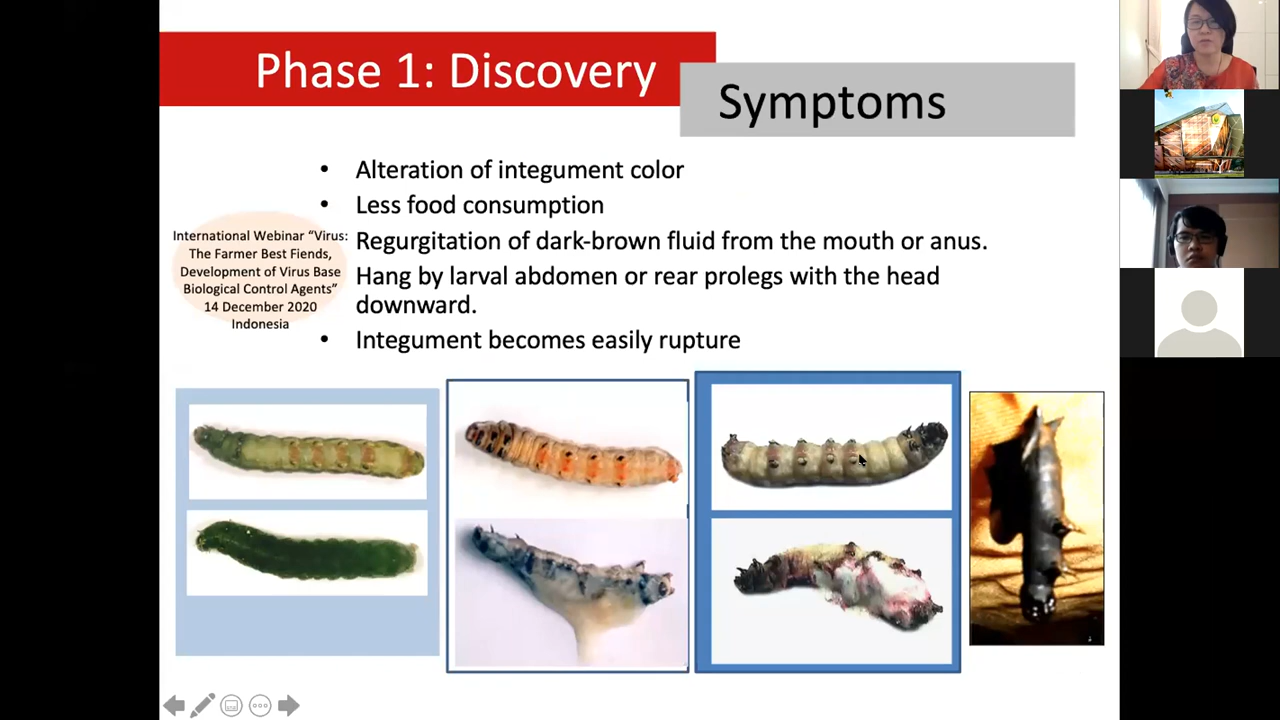 Phase 1: Discovery
Symptoms
• Alteration of integument color
• Less food consumption
Regurgitation of dark-brown fluid from the mouth or anus.
Hang by larval abdomen or rear prolegs with the head
downward.
• Integument becomes easily rupture
International Webinar “Virus:
The Farmer Best Fiends,
Development of Virus Base
Biological Control Agents”
14 December 2020
Indonesia